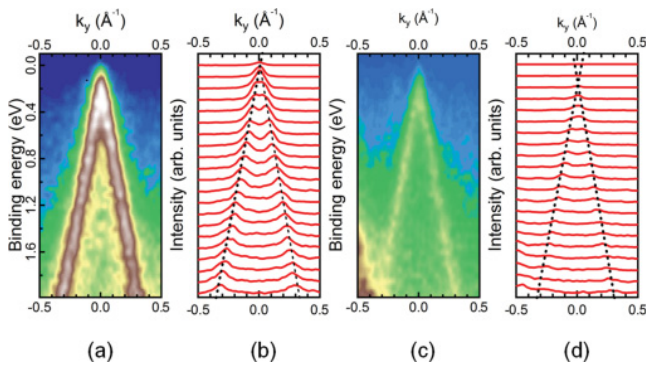 k_y (Å⁻¹) k_y (Å⁻¹) k_y (Å⁻¹) k_y (Å⁻¹)
-0.5 0.0 0.5 -0.5 0.0 0.5 -0.5 0.0 0.5 -0.5 0.0 0.5
Binding energy (eV)
0.0
0.4
0.8
1.2
1.6
Intensity (arb. units)
Binding energy (eV)
Intensity (arb. units)
-0.5 0.0 0.5 -0.5 0.0 0.5 -0.5 0.0 0.5 -0.5 0.0 0.5
(a) (b) (c) (d)